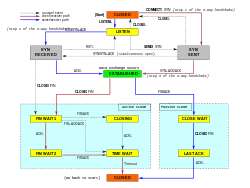 unusual event
client/receiver path
server/sender path
(Start)
CLOSED
CONNECT/ SYN (step 1 of the 3-way-handshake)
CLOSE/-
LISTEN/-
CLOSE/-
(step 2 of the 3-way-handshake) SYN/SYN+ACK
LISTEN
RST/-
SEND/ SYN
SYN RECEIVED
SYN SENT
SYN/SYN+ACK (simultaneous open)
data exchange occurs
ACK/-
ESTABLISHED
SYN+ACK/ACK
(step 3 of the 3-way-handshake)
CLOSE/ FIN
CLOSE/ FIN
FIN/ACK
Active CLOSE
Passive CLOSE
FIN WAIT 1
FIN/ACK
CLOSING
CLOSE WAIT
FIN+ACK/ACK
ACK/-
ACK/-
CLOSE/ FIN
FIN WAIT 2
FIN/ACK
TIME WAIT
LAST ACK
Timeout
ACK/-
(Go back to start)
CLOSED